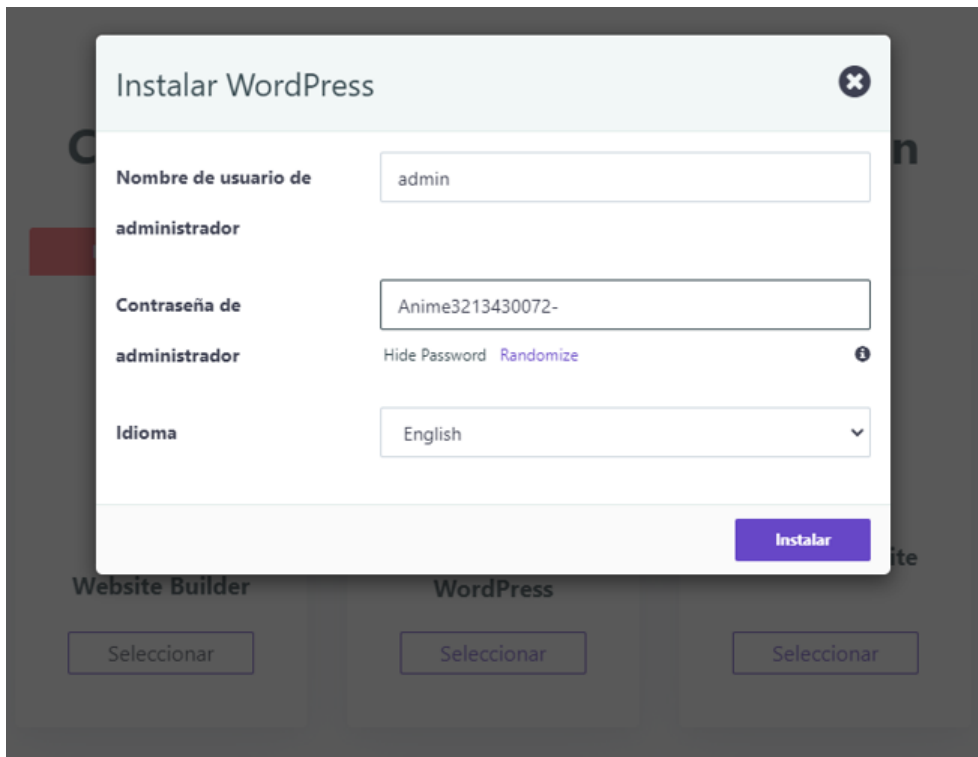 Instalar WordPress
Nombre de usuario de
administrador
admin
Contraseña de
administrador
Anime3213430072-
Hide Password Randomize
Idioma
English
Instalar
Website Builder
WordPress
Seleccionar
Seleccionar
Seleccionar